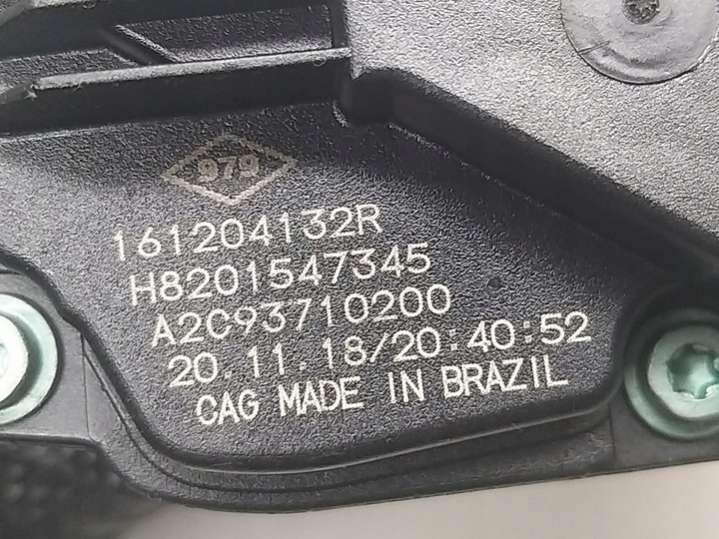 979
161204132R
H8201547345
A2C93710200
20.11.18/20:40:52
CAG MADE IN BRAZIL